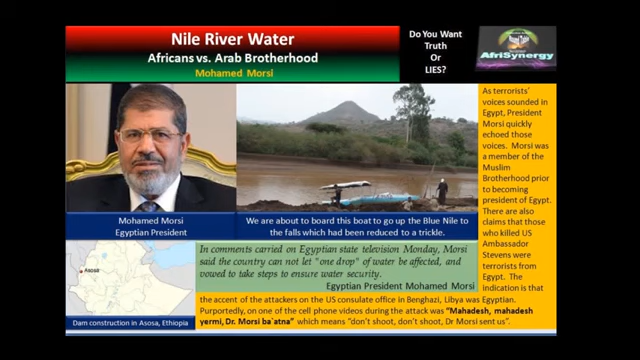 Nile River Water
Africans vs. Arab Brotherhood
Mohamed Morsi
Do You Want
Truth
Or
LIES?
AfriSynergy
Mohamed Morsi
Egyptian President
We are about to board this boat to go up the Blue Nile to
the falls which had been reduced to a trickle.
As terrorists'
voices sounded in
Egypt, President
Morsi quickly
echoed those
voices. Morsi was
a member of the
Muslim
Brotherhood prior
to becoming
president of Egypt.
There are also
claims that those
who killed US
Ambassador
Stevens were
terrorists from
Egypt. The
indication is that
the accent of the attackers on the US consulate office in Benghazi, Libya was Egyptian.
Purportedly, on one of the cell phone videos during the attack was "Mahadesh, mahadesh
yermi, Dr. Morsi ba`atna" which means "don't shoot, don't shoot, Dr Morsi sent us".
Asosa
Dam construction in Asosa, Ethiopia
In comments carried on Egyptian state television Monday, Morsi
said the country can not let "one drop" of water be affected, and
vowed to take steps to ensure water security.
Egyptian President Mohamed Morsi